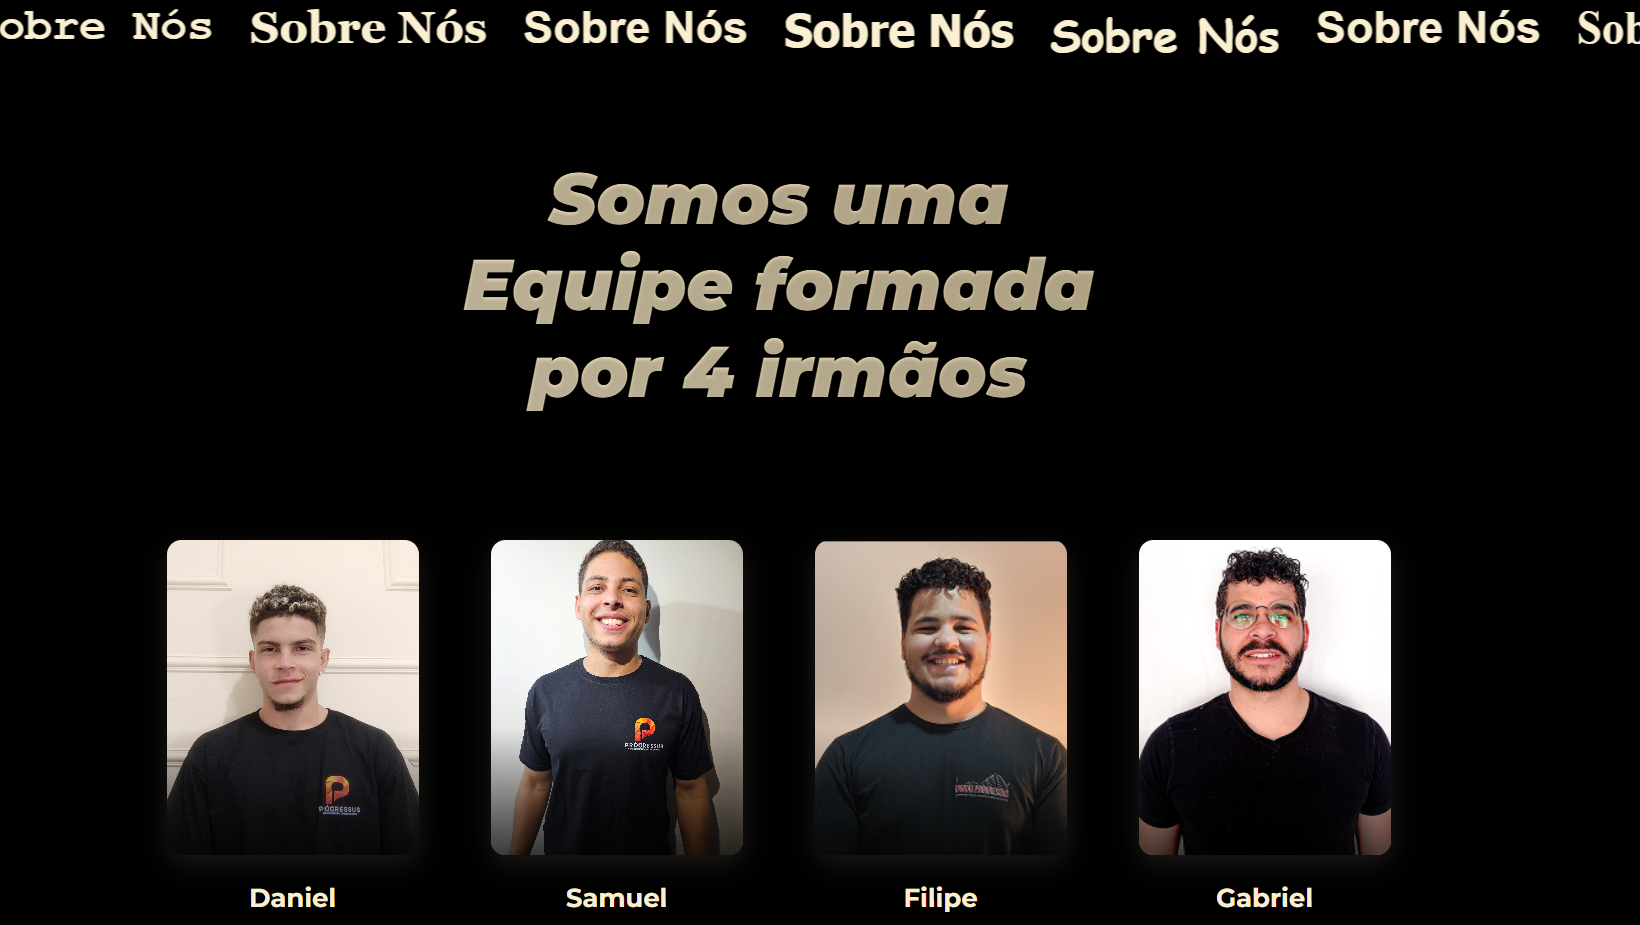 obre Nós Sobre Nós Sobre Nós Sobre Nós Sobre Nós Sobre Nós Sob
Somos uma
Equipe formada
por 4 irmãos
PROGRESSUS
PROGRESSUS
Daniel Samuel Filipe Gabriel